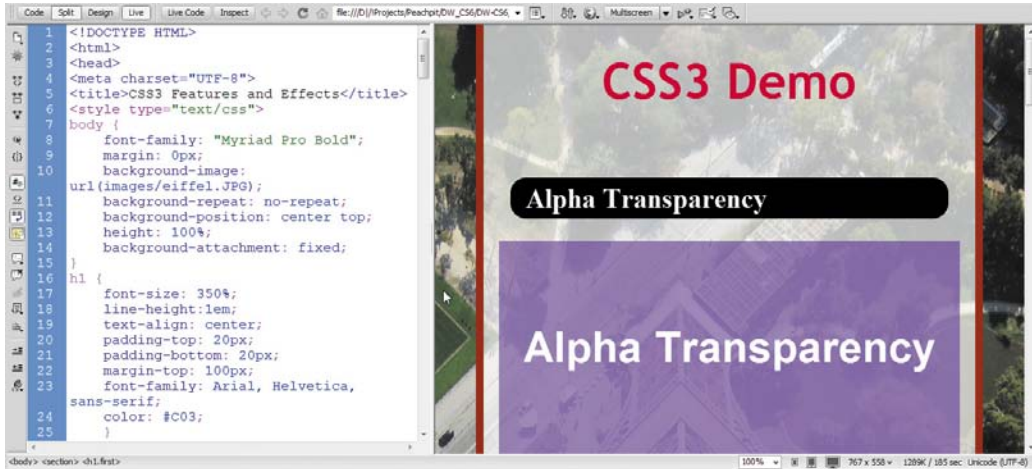 Code Split Design Live Live Code Inspect file:///D|/!Projects/Peachpit/DW_CS6/DW-CS6, Multiscreen
1 <!DOCTYPE HTML>
2 <html>
3 <head>
4 <meta charset="UTF-8">
5 <title>CSS3 Features and Effects</title>
6 <style type="text/css">
7 body {
8 font-family: "Myriad Pro Bold";
9 margin: 0px;
10 background-image:
url(images/eiffel.JPG);
11 background-repeat: no-repeat;
12 background-position: center top;
13 height: 100%;
14 background-attachment: fixed;
15 }
16 h1 {
17 font-size: 350%;
18 line-height:1em;
19 text-align: center;
20 padding-top: 20px;
21 padding-bottom: 20px;
22 margin-top: 100px;
23 font-family: Arial, Helvetica,
sans-serif;
24 color: #C03;
25 }
CSS3 Demo
Alpha Transparency
Alpha Transparency
<body> <section> <h1.first>
100% 767 x 558 1289K / 185 sec Unicode (UTF-8)